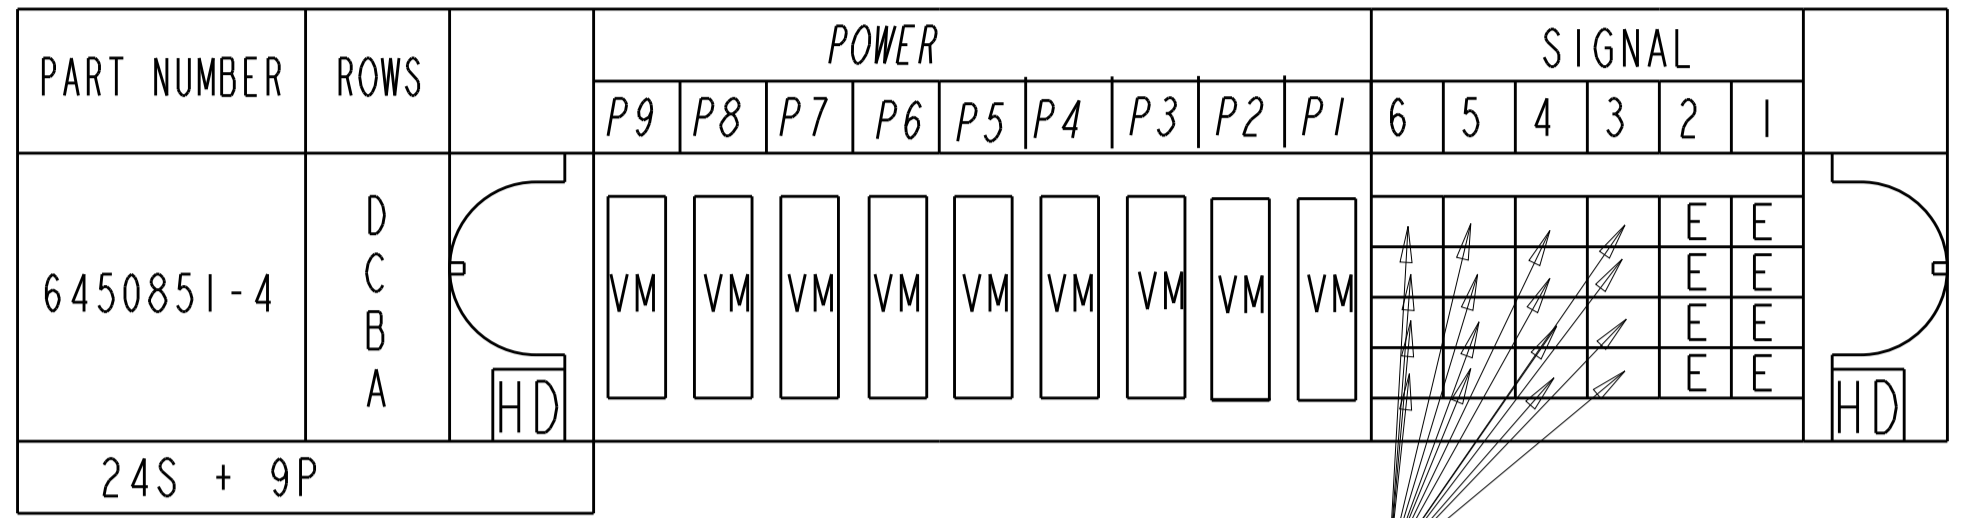 PART NUMBER ROWS POWER SIGNAL
P9 P8 P7 P6 P5 P4 P3 P2 P1 6 5 4 3 2 1
6450851-4
D E E
C E E
B E E
A E E
VM VM VM VM VM VM VM VM VM
HD HD
24S + 9P